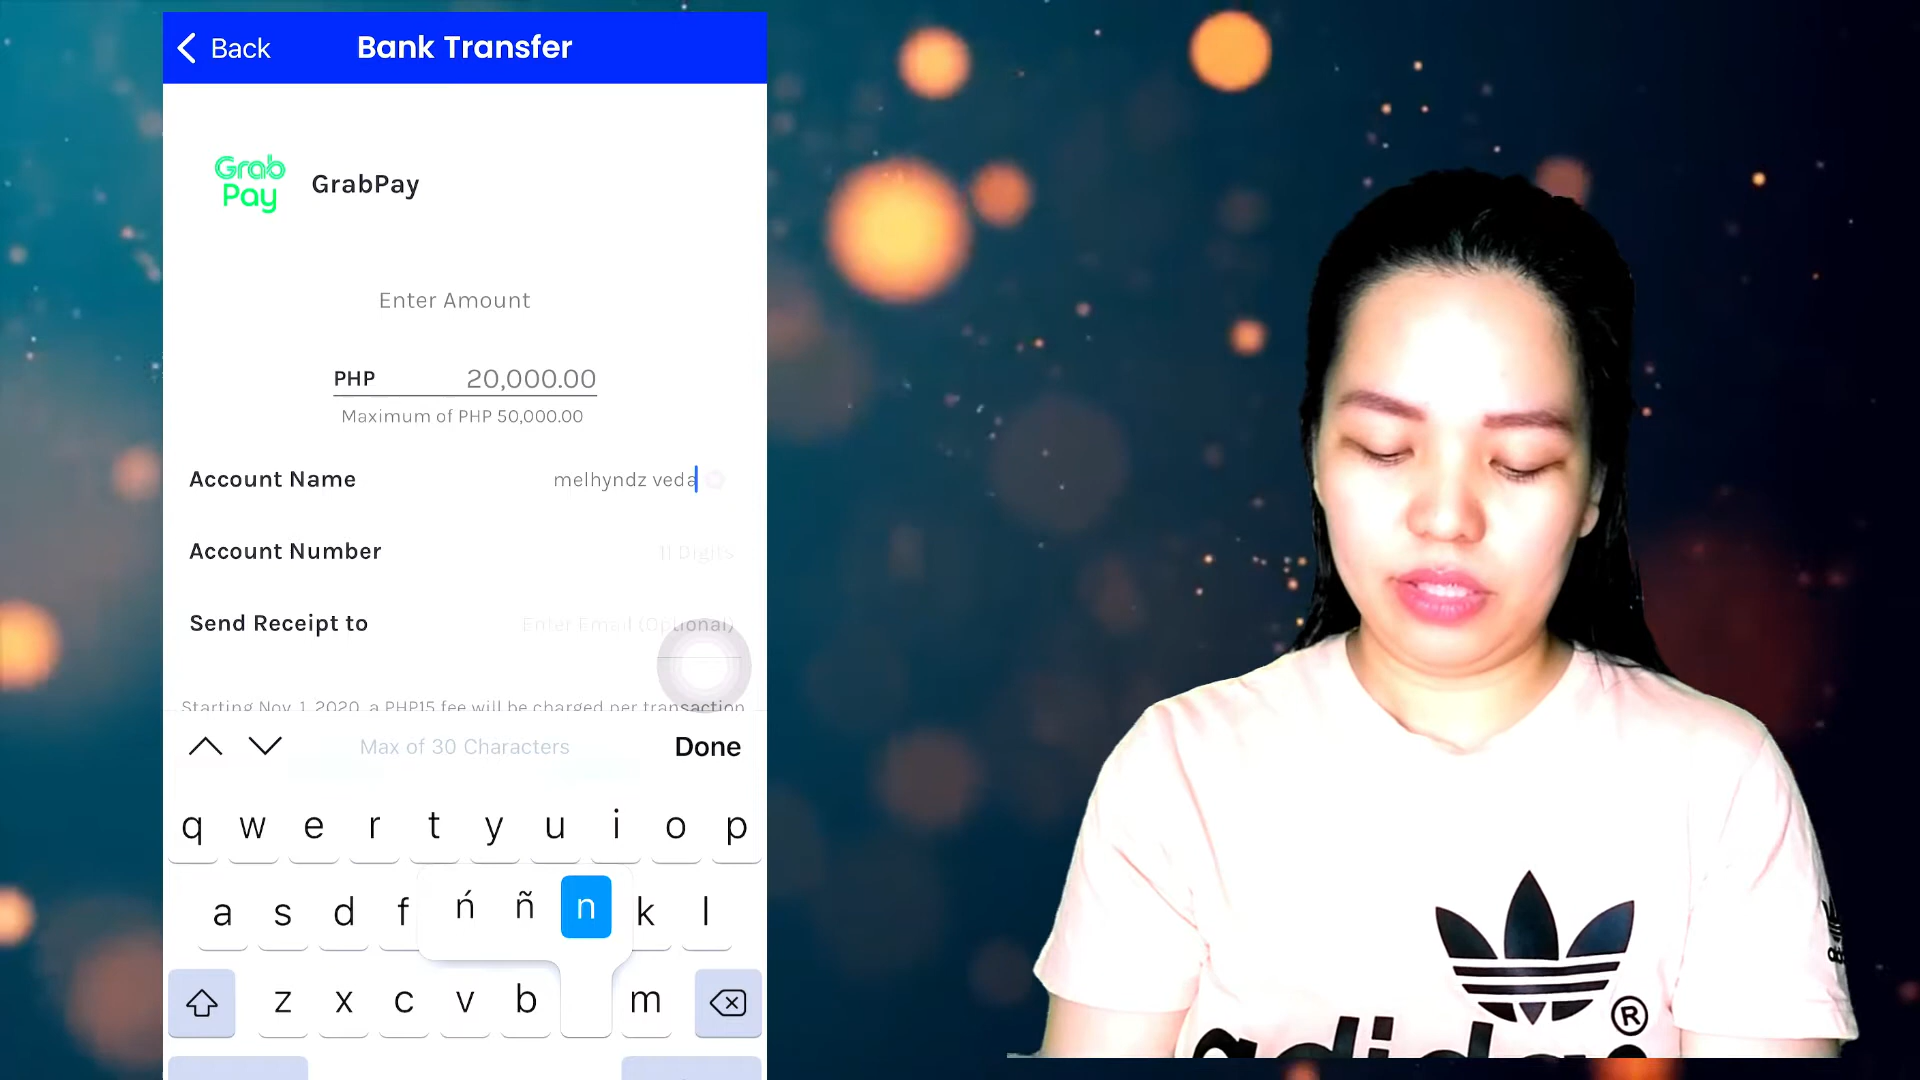 Back
Bank Transfer
Grab
Pay
GrabPay
Enter Amount
PHP 20,000.00
Maximum of PHP 50,000.00
Account Name melhyndz veda
Account Number 11 Digits
Send Receipt to Enter Email (Optional)
Starting Nov. 1, 2020, a PHP15 fee will be charged per transaction
Max of 30 Characters Done
q w e r t y u i o p
a s d f ń ñ n k l
z x c v b m
adidas
®